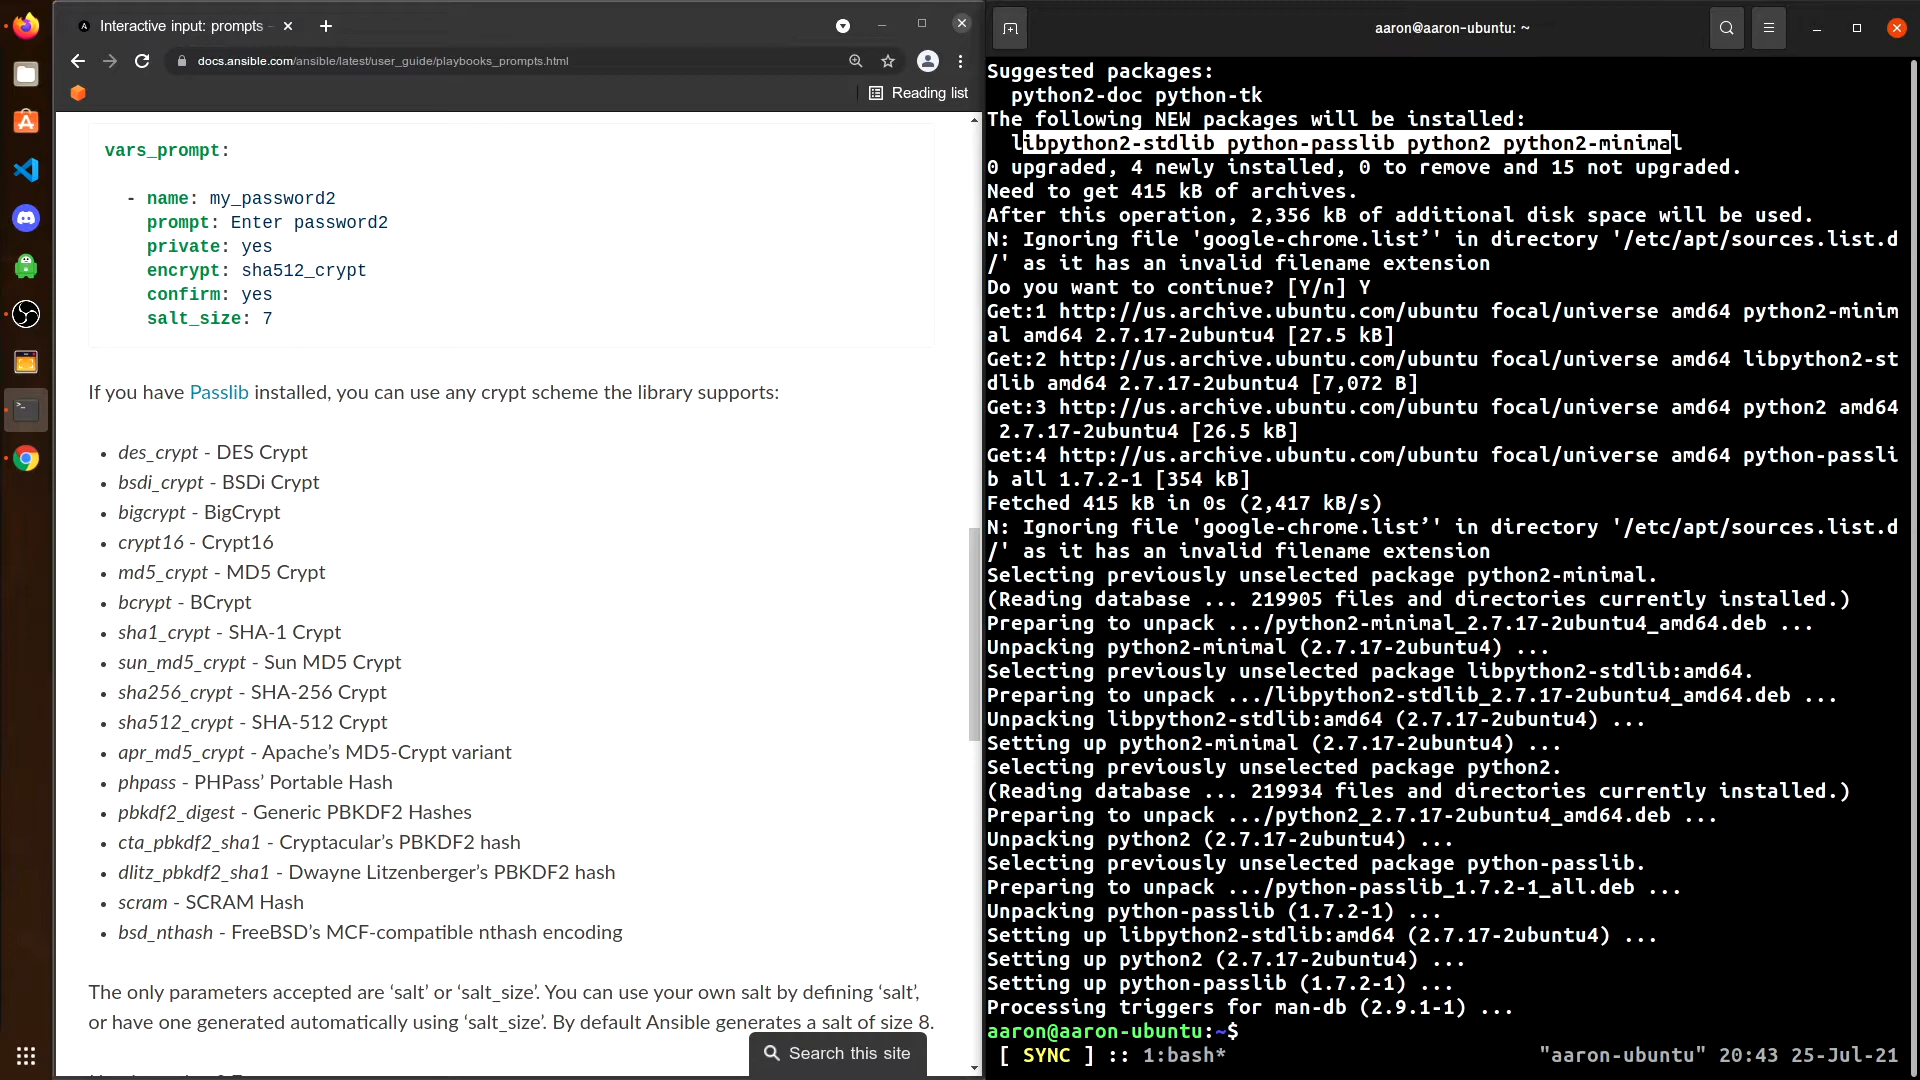 Interactive input: prompts -
docs.ansible.com/ansible/latest/user_guide/playbooks_prompts.html
Reading list
vars_prompt:
- name: my_password2
prompt: Enter password2
private: yes
encrypt: sha512_crypt
confirm: yes
salt_size: 7
If you have Passlib installed, you can use any crypt scheme the library supports:
• des_crypt - DES Crypt
• bsdi_crypt - BSDi Crypt
• bigcrypt - BigCrypt
• crypt16 - Crypt16
• md5_crypt - MD5 Crypt
• bcrypt - BCrypt
• sha1_crypt - SHA-1 Crypt
• sun_md5_crypt - Sun MD5 Crypt
• sha256_crypt - SHA-256 Crypt
• sha512_crypt - SHA-512 Crypt
• apr_md5_crypt - Apache’s MD5-Crypt variant
• phpass - PHPass’ Portable Hash
• pbkdf2_digest - Generic PBKDF2 Hashes
• cta_pbkdf2_sha1 - Cryptacular’s PBKDF2 hash
• dlitz_pbkdf2_sha1 - Dwayne Litzenberger’s PBKDF2 hash
• scram - SCRAM Hash
• bsd_nthash - FreeBSD’s MCF-compatible nthash encoding
The only parameters accepted are ‘salt’ or ‘salt_size’. You can use your own salt by defining ‘salt’,
or have one generated automatically using ‘salt_size’. By default Ansible generates a salt of size 8.
Search this site
aaron@aaron-ubuntu: ~
Suggested packages:
python2-doc python-tk
The following NEW packages will be installed:
libpython2-stdlib python-passlib python2 python2-minimal
0 upgraded, 4 newly installed, 0 to remove and 15 not upgraded.
Need to get 415 kB of archives.
After this operation, 2,356 kB of additional disk space will be used.
N: Ignoring file 'google-chrome.list’' in directory '/etc/apt/sources.list.d
/' as it has an invalid filename extension
Do you want to continue? [Y/n] Y
Get:1 http://us.archive.ubuntu.com/ubuntu focal/universe amd64 python2-minim
al amd64 2.7.17-2ubuntu4 [27.5 kB]
Get:2 http://us.archive.ubuntu.com/ubuntu focal/universe amd64 libpython2-st
dlib amd64 2.7.17-2ubuntu4 [7,072 B]
Get:3 http://us.archive.ubuntu.com/ubuntu focal/universe amd64 python2 amd64
2.7.17-2ubuntu4 [26.5 kB]
Get:4 http://us.archive.ubuntu.com/ubuntu focal/universe amd64 python-passli
b all 1.7.2-1 [354 kB]
Fetched 415 kB in 0s (2,417 kB/s)
N: Ignoring file 'google-chrome.list’' in directory '/etc/apt/sources.list.d
/' as it has an invalid filename extension
Selecting previously unselected package python2-minimal.
(Reading database ... 219905 files and directories currently installed.)
Preparing to unpack .../python2-minimal_2.7.17-2ubuntu4_amd64.deb ...
Unpacking python2-minimal (2.7.17-2ubuntu4) ...
Selecting previously unselected package libpython2-stdlib:amd64.
Preparing to unpack .../libpython2-stdlib_2.7.17-2ubuntu4_amd64.deb ...
Unpacking libpython2-stdlib:amd64 (2.7.17-2ubuntu4) ...
Setting up python2-minimal (2.7.17-2ubuntu4) ...
Selecting previously unselected package python2.
(Reading database ... 219934 files and directories currently installed.)
Preparing to unpack .../python2_2.7.17-2ubuntu4_amd64.deb ...
Unpacking python2 (2.7.17-2ubuntu4) ...
Selecting previously unselected package python-passlib.
Preparing to unpack .../python-passlib_1.7.2-1_all.deb ...
Unpacking python-passlib (1.7.2-1) ...
Setting up libpython2-stdlib:amd64 (2.7.17-2ubuntu4) ...
Setting up python2 (2.7.17-2ubuntu4) ...
Setting up python-passlib (1.7.2-1) ...
Processing triggers for man-db (2.9.1-1) ...
aaron@aaron-ubuntu:~$
[ SYNC ] :: 1:bash* "aaron-ubuntu" 20:43 25-Jul-21